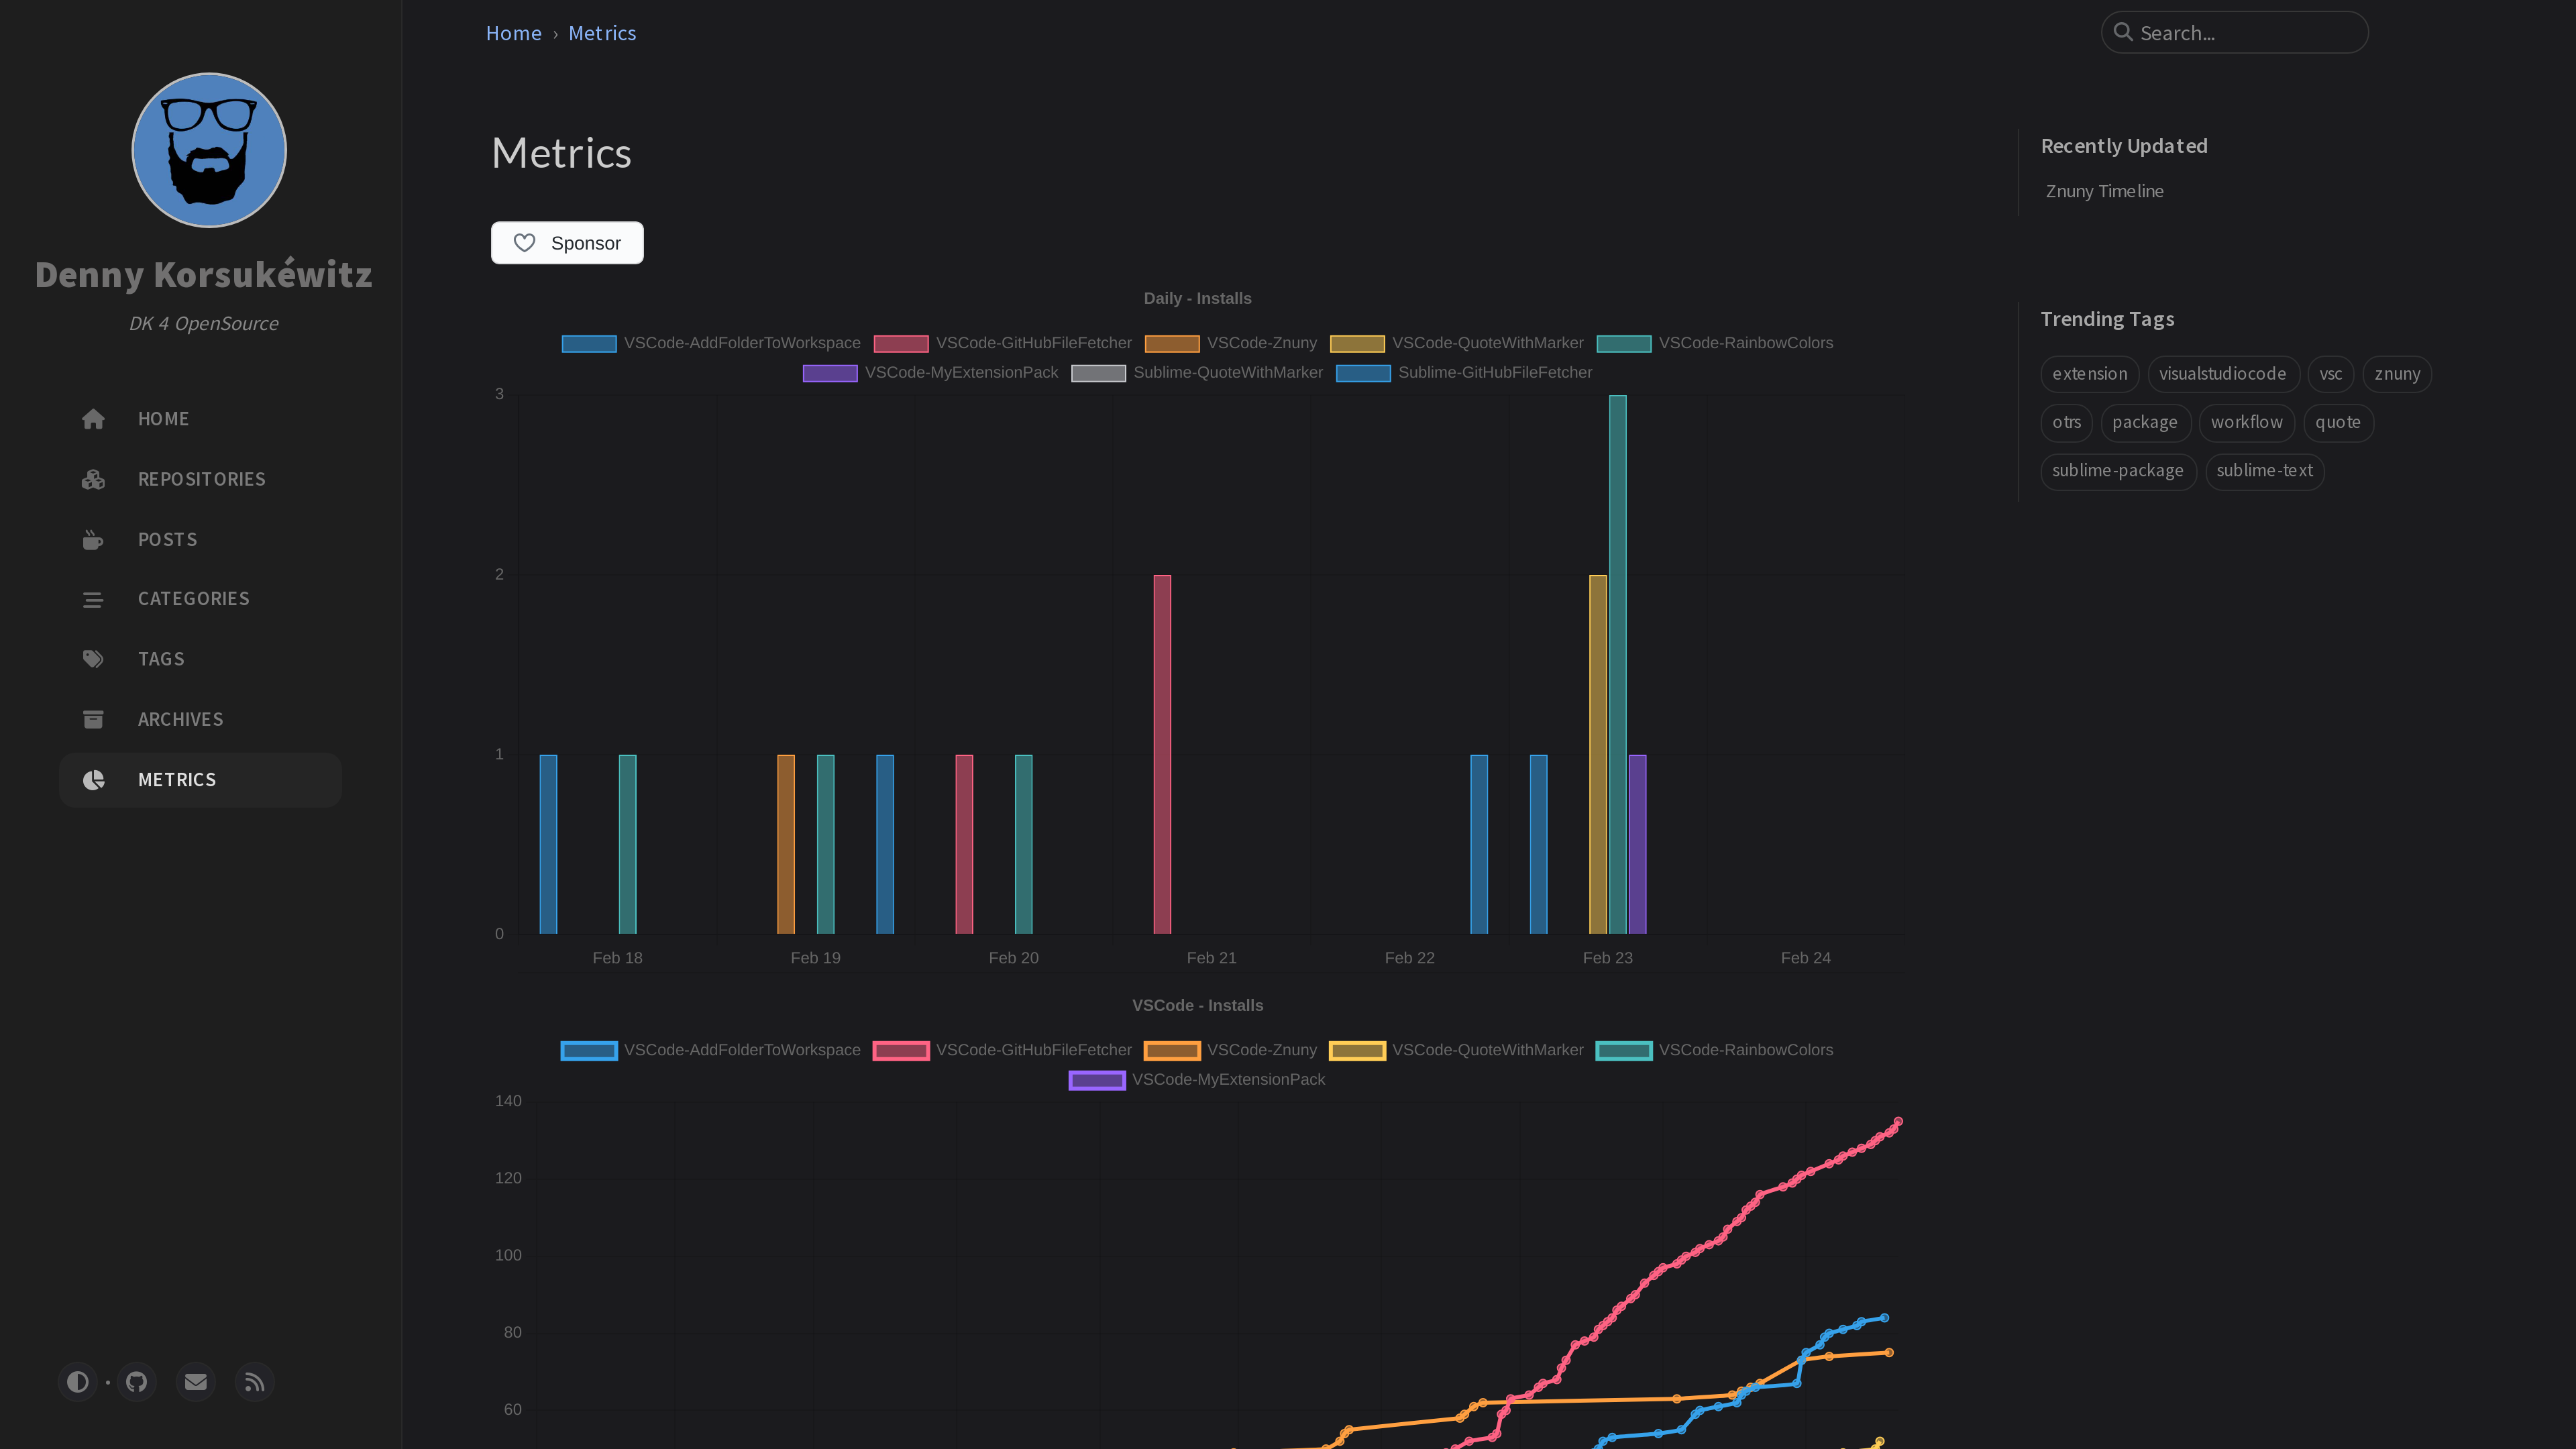 Denny Korsukéwitz
DK 4 OpenSource
HOME
REPOSITORIES
POSTS
CATEGORIES
TAGS
ARCHIVES
METRICS
Home › Metrics
Search...
Metrics
Sponsor
Daily - Installs
VSCode-AddFolderToWorkspace VSCode-GitHubFileFetcher VSCode-Znuny VSCode-QuoteWithMarker VSCode-RainbowColors
VSCode-MyExtensionPack Sublime-QuoteWithMarker Sublime-GitHubFileFetcher
3
2
1
0
Feb 18 Feb 19 Feb 20 Feb 21 Feb 22 Feb 23 Feb 24
VSCode - Installs
VSCode-AddFolderToWorkspace VSCode-GitHubFileFetcher VSCode-Znuny VSCode-QuoteWithMarker VSCode-RainbowColors
VSCode-MyExtensionPack
140
120
100
80
60
Recently Updated
Znuny Timeline
Trending Tags
extension visualstudiocode vsc znuny
otrs package workflow quote
sublime-package sublime-text